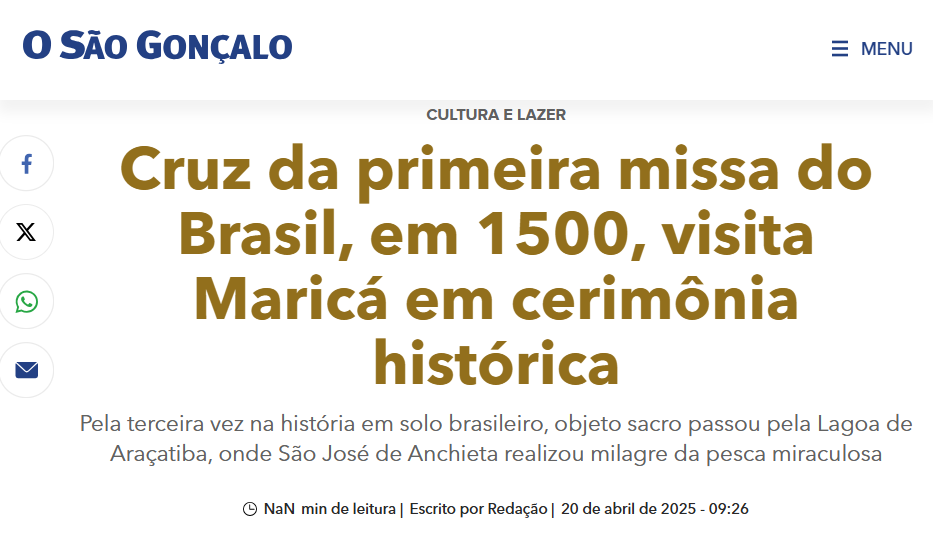 O SÃO GONÇALO
MENU
CULTURA E LAZER
Cruz da primeira missa do
Brasil, em 1500, visita
Maricá em cerimônia
histórica
Pela terceira vez na história em solo brasileiro, objeto sacro passou pela Lagoa de
Araçatiba, onde São José de Anchieta realizou milagre da pesca miraculosa
NaN min de leitura | Escrito por Redação | 20 de abril de 2025 - 09:26